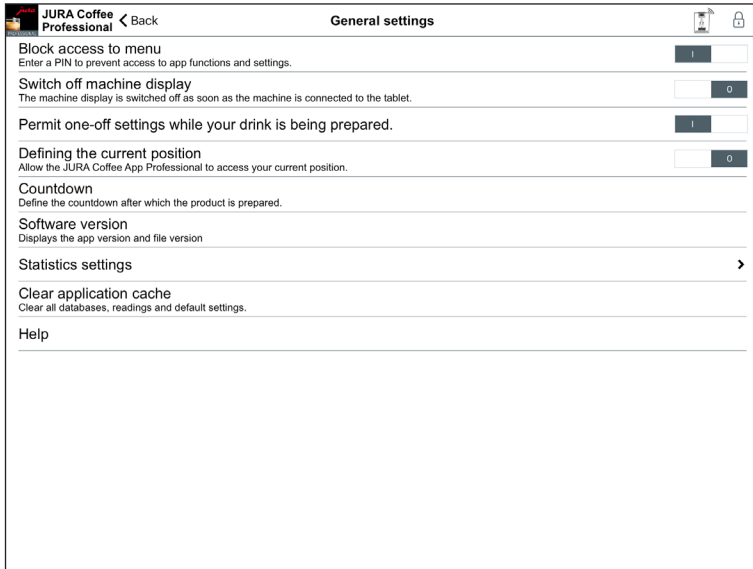 JURA Coffee
Professional
Back
General settings
Block access to menu
Enter a PIN to prevent access to app functions and settings.
I
Switch off machine display
The machine display is switched off as soon as the machine is connected to the tablet.
O
Permit one-off settings while your drink is being prepared.
I
Defining the current position
Allow the JURA Coffee App Professional to access your current position.
O
Countdown
Define the countdown after which the product is prepared.
Software version
Displays the app version and file version
Statistics settings
Clear application cache
Clear all databases, readings and default settings.
Help